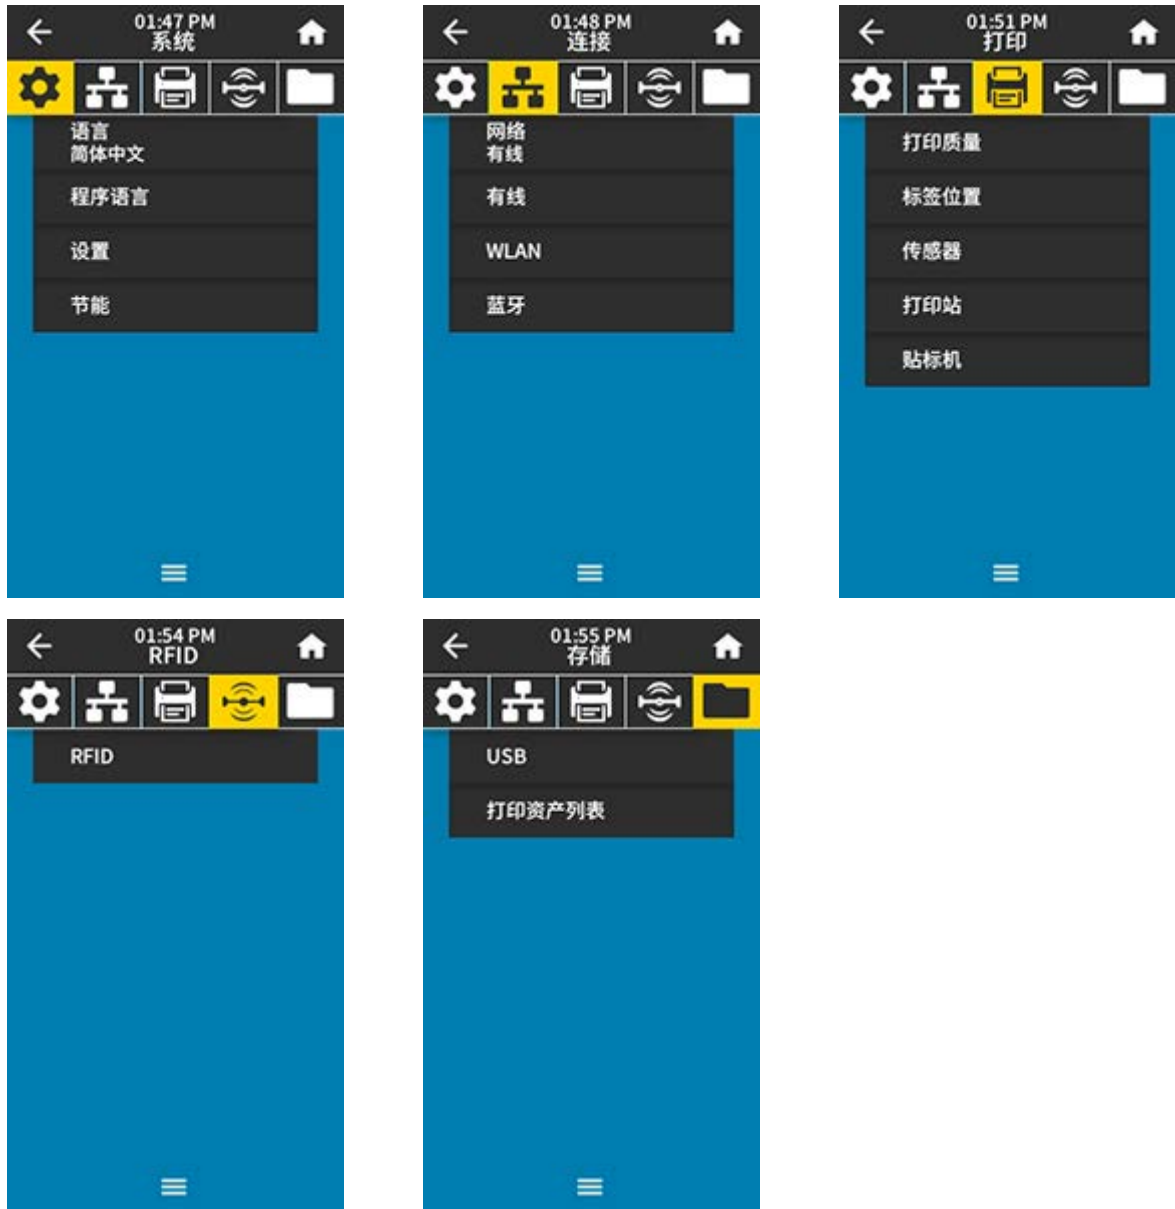 01:47 PM
系统
语言
简体中文
程序语言
设置
节能
01:48 PM
连接
网络
有线
有线
WLAN
蓝牙
01:51 PM
打印
打印质量
标签位置
传感器
打印站
贴标机
01:54 PM
RFID
RFID
01:55 PM
存储
USB
打印资产列表